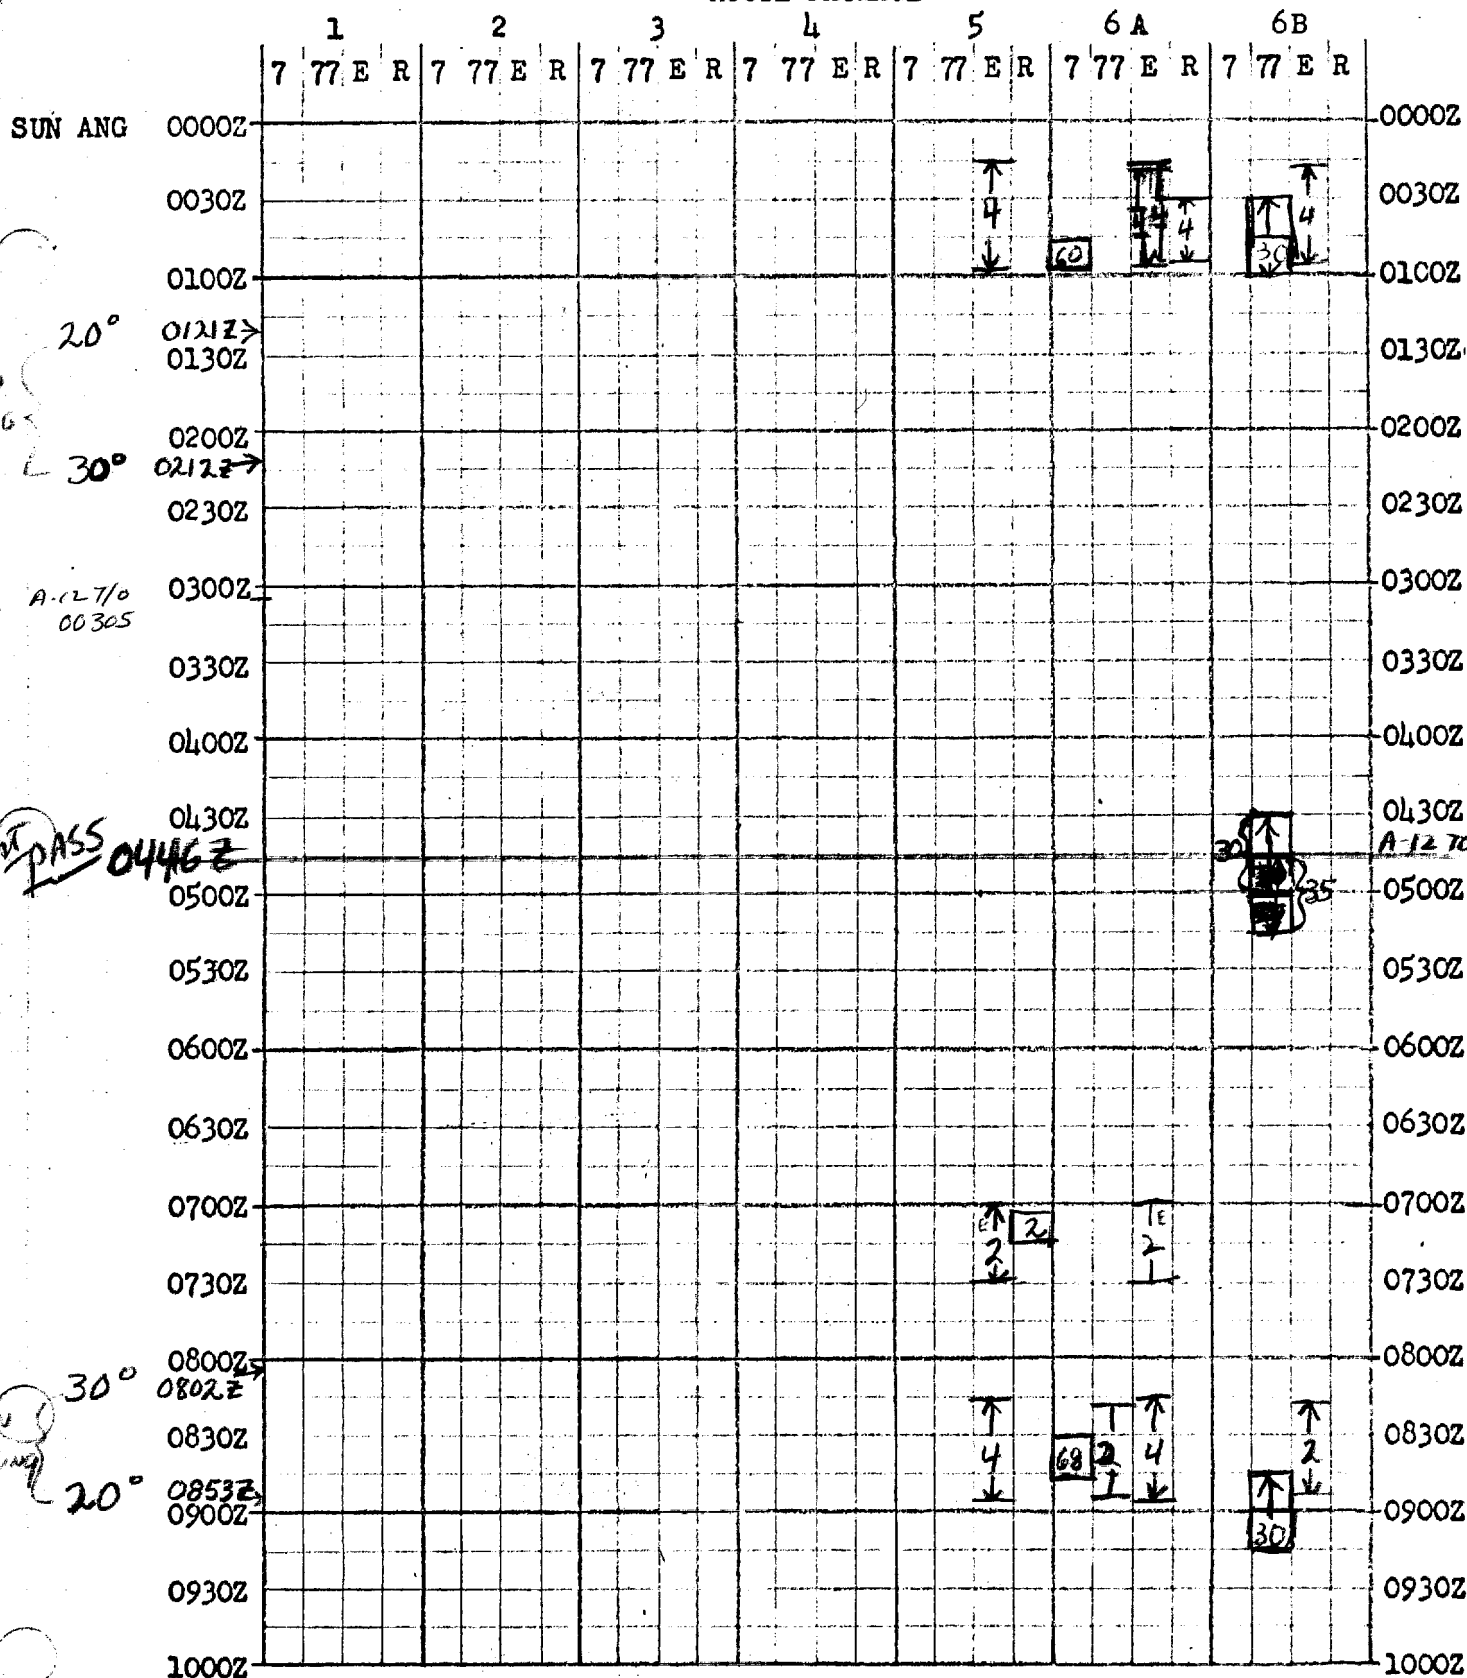 1 2 3 4 5 6A 6B
7 77 E R 7 77 E R 7 77 E R 7 77 E R 7 77 E R 7 77 E R 7 77 E R
SUN ANG 0000Z 0000Z
0030Z 4 4 4 4 0030Z
60 30
0100Z 0100Z
20° 0121Z
0130Z 0130Z
0200Z 0200Z
30° 0212Z
0230Z 0230Z
0300Z 0300Z
A-12 T/O
00305
0330Z 0330Z
0400Z 0400Z
0430Z 0430Z
PASS 0446Z 30 A-12 TO
0500Z 35 0500Z
0530Z 0530Z
0600Z 0600Z
0630Z 0630Z
0700Z 0700Z
E 2 E
2 2
0730Z 0730Z
0800Z 0800Z
30° 0802Z
0830Z 0830Z
4 68 2 4 2
20° 0853Z
0900Z 0900Z
30
0930Z 0930Z
1000Z 1000Z